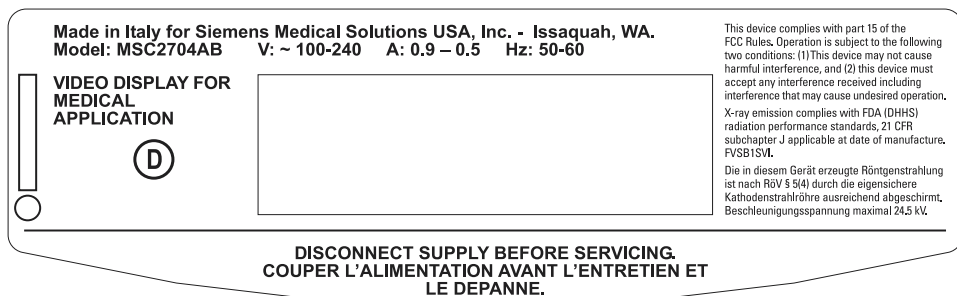 Made in Italy for Siemens Medical Solutions USA, Inc. - Issaquah, WA.
Model: MSC2704AB V: ~ 100-240 A: 0.9 – 0.5 Hz: 50-60
VIDEO DISPLAY FOR
MEDICAL
APPLICATION
D
This device complies with part 15 of the
FCC Rules. Operation is subject to the following
two conditions: (1) This device may not cause
harmful interference, and (2) this device must
accept any interference received including
interference that may cause undesired operation.
X-ray emission complies with FDA (DHHS)
radiation performance standards, 21 CFR
subchapter J applicable at date of manufacture.
FVSB1SVI.
Die in diesem Gerät erzeugte Röntgenstrahlung
ist nach RöV § 5(4) durch die eigensichere
Kathodenstrahlröhre ausreichend abgeschirmt.
Beschleunigungsspannung maximal 24.5 kV.
DISCONNECT SUPPLY BEFORE SERVICING.
COUPER L'ALIMENTATION AVANT L'ENTRETIEN ET
LE DEPANNE.